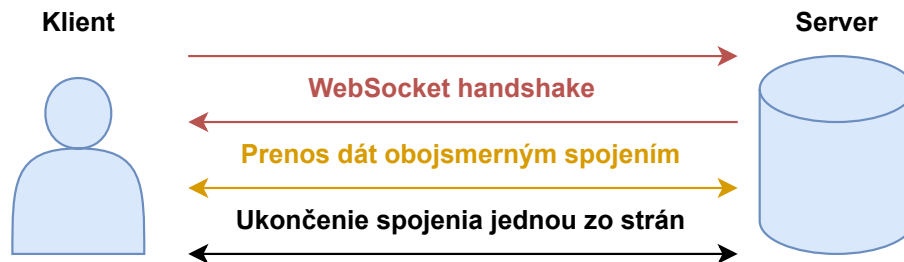 Klient
Server
WebSocket handshake
Prenos dát obojsmerným spojením
Ukončenie spojenia jednou zo strán